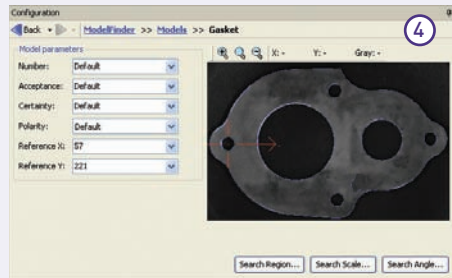 Configuration
Back - ModelFinder >> Models >> Gasket
4
Model parameters
X: - Y: - Gray: -
Number: Default
Acceptance: Default
Certainty: Default
Polarity: Default
Reference X: 57
Reference Y: 221
Search Region... Search Scale... Search Angle...